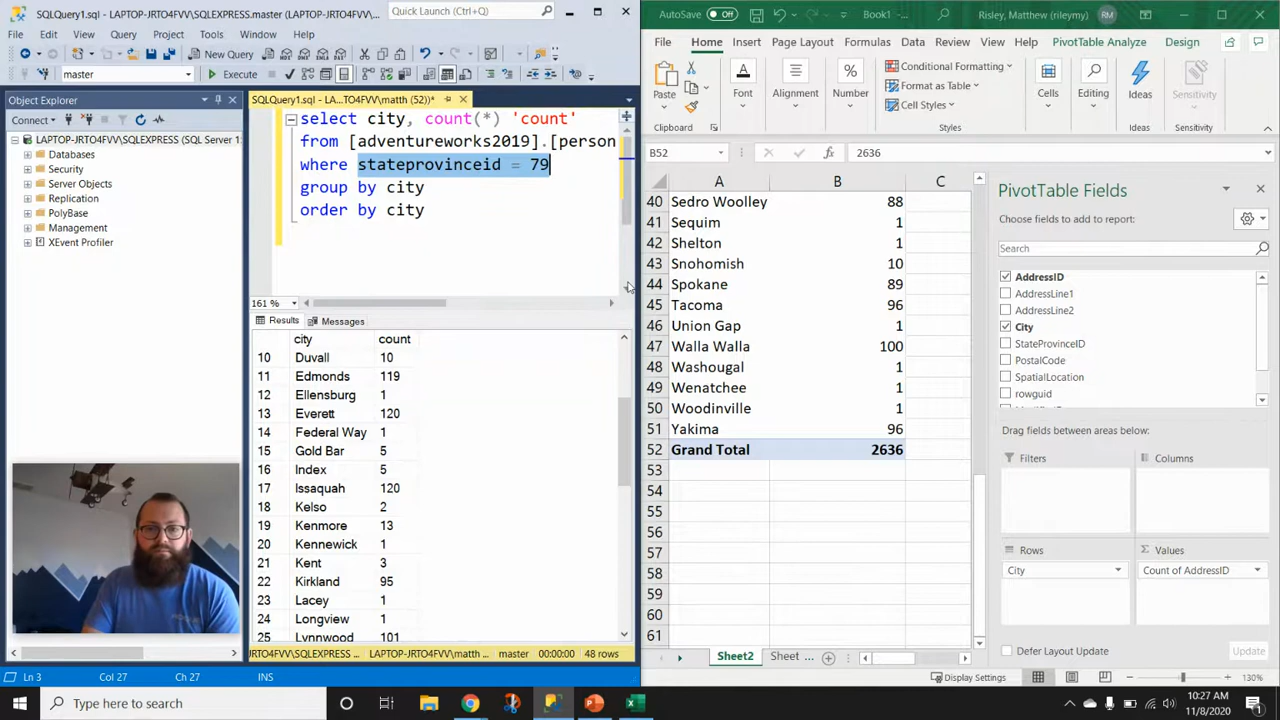 SQLQuery1.sql - LAPTOP-JRTO4FVV\SQLEXPRESS.master (LAPTOP-JRTO4FVV\matth
Quick Launch (Ctrl+Q)
File Edit View Query Project Tools Window Help
New Query
master
Execute
Object Explorer
Connect
LAPTOP-JRTO4FVV\SQLEXPRESS (SQL Server 1
Databases
Security
Server Objects
Replication
PolyBase
Management
XEvent Profiler
SQLQuery1.sql - LA...TO4FVV\matth (52))*
select city, count(*) 'count'
from [adventureworks2019].[person
where stateprovinceid = 79
group by city
order by city
161 %
Results Messages
city count
10 Duvall 10
11 Edmonds 119
12 Ellensburg 1
13 Everett 120
14 Federal Way 1
15 Gold Bar 5
16 Index 5
17 Issaquah 120
18 Kelso 2
19 Kenmore 13
20 Kennewick 1
21 Kent 3
22 Kirkland 95
23 Lacey 1
24 Longview 1
25 Lynnwood 101
JRTO4FVV\SQLEXPRESS ... LAPTOP-JRTO4FVV\matth ... master 00:00:00 48 rows
Ln 3 Col 27 Ch 27 INS
AutoSave Off Book1 -... Risley, Matthew (rileymy) RM
File Home Insert Page Layout Formulas Data Review View Help PivotTable Analyze Design
Paste Font Alignment Number Conditional Formatting Format as Table Cell Styles Cells Editing Ideas Sensitivity
Clipboard Styles Ideas Sensitivity
B52 fx 2636
A B C
40 Sedro Woolley 88
41 Sequim 1
42 Shelton 1
43 Snohomish 10
44 Spokane 89
45 Tacoma 96
46 Union Gap 1
47 Walla Walla 100
48 Washougal 1
49 Wenatchee 1
50 Woodinville 1
51 Yakima 96
52 Grand Total 2636
53
54
55
56
57
58
59
60
61
PivotTable Fields
Choose fields to add to report:
Search
AddressID
AddressLine1
AddressLine2
City
StateProvinceID
PostalCode
SpatialLocation
rowguid
Drag fields between areas below:
Filters Columns
Rows Values
City Count of AddressID
Defer Layout Update Update
Sheet2 Sheet ...
Display Settings 130%
Type here to search
10:27 AM
11/8/2020